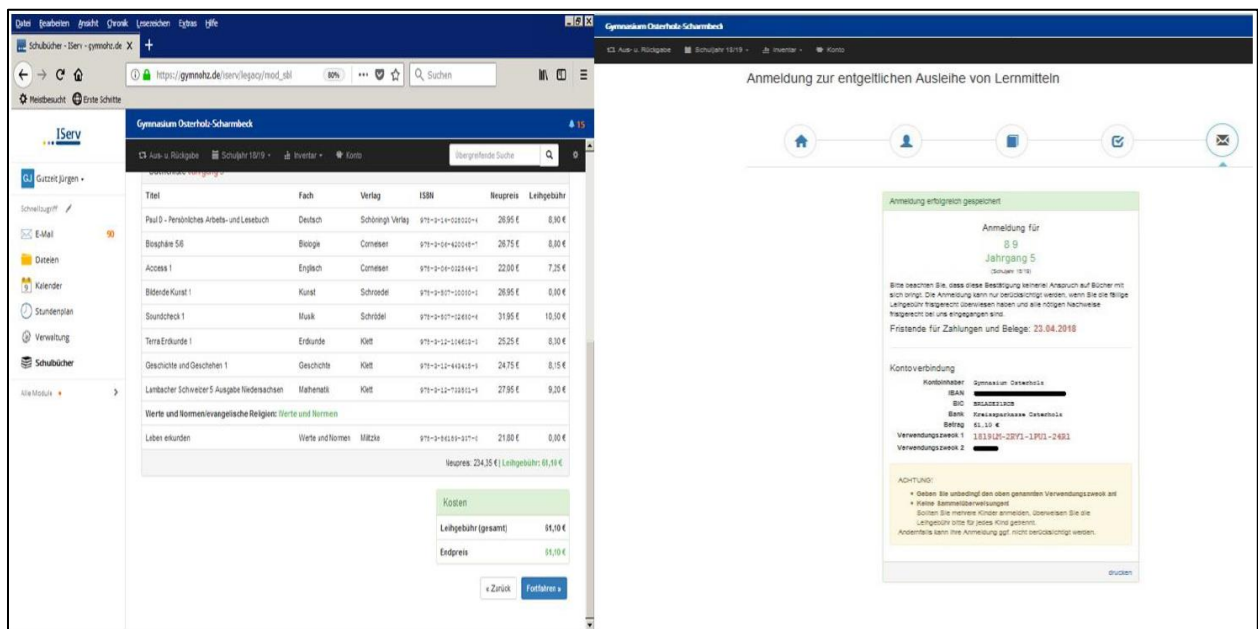 Datei Bearbeiten Ansicht Chronik Lesezeichen Extras Hilfe
Schulbücher - IServ - gymnohz.de X +
https://gymnohz.de/iserv/legacy/mod_sbl 80% ... Suchen
Meistbesucht Erste Schritte
IServ
GJ Gutzeit Jürgen
Schnellzugriff
E-Mail 90
Dateien
Kalender
Stundenplan
Verwaltung
Schulbücher
Alle Module
Gymnasium Osterholz-Scharmbeck 15
Aus- u. Rückgabe Schuljahr 18/19 Inventar Konto Übergreifende Suche
Titel Fach Verlag ISBN Neupreis Leihgebühr
Paul D - Persönliches Arbeits- und Lesebuch Deutsch Schöningh Verlag 26,95 € 8,90 €
Biosphäre 5/6 Biologie Cornelsen 26,75 € 8,80 €
Access 1 Englisch Cornelsen 22,00 € 7,25 €
Bildende Kunst 1 Kunst Schroedel 26,95 € 0,00 €
Soundcheck 1 Musik Schrödel 31,95 € 10,50 €
Terra Erdkunde 1 Erdkunde Klett 25,25 € 8,30 €
Geschichte und Geschehen 1 Geschichte Klett 24,75 € 8,15 €
Lambacher Schweizer 5 Ausgabe Niedersachsen Mathematik Klett 27,95 € 9,20 €
Werte und Normen/evangelische Religion: Werte und Normen
Leben erkunden Werte und Normen Militzke 21,80 € 0,00 €
Neupreis: 234,35 € | Leihgebühr: 61,10 €
Kosten
Leihgebühr (gesamt) 61,10 €
Endpreis 61,10 €
« Zurück Fortfahren »
Gymnasium Osterholz-Scharmbeck
Aus- u. Rückgabe Schuljahr 18/19 Inventar Konto
Anmeldung zur entgeltlichen Ausleihe von Lernmitteln
Anmeldung erfolgreich gespeichert
Anmeldung für
8 9
Jahrgang 5
(Schuljahr 18/19)
Bitte beachten Sie, dass diese Bestätigung keinerlei Anspruch auf Bücher mit
sich bringt. Die Anmeldung kann nur berücksichtigt werden, wenn Sie die fällige
Leihgebühr fristgerecht überwiesen haben und alle nötigen Nachweise
fristgerecht bei uns eingegangen sind.
Fristende für Zahlungen und Belege: 23.04.2018
Kontoverbindung
Kontoinhaber Gymnasium Osterholz
IBAN
BIC
Bank Kreissparkasse Osterholz
Betrag 61,10 €
Verwendungszweck 1 1819LM-2RY1-1PU1-24R1
Verwendungszweck 2
ACHTUNG:
• Geben Sie unbedingt den oben genannten Verwendungszweck an!
• Keine Sammelüberweisungen!
Sollten Sie mehrere Kinder anmelden, überweisen Sie die
Leihgebühr bitte für jedes Kind getrennt.
Andernfalls kann Ihre Anmeldung ggf. nicht berücksichtigt werden.
drucken